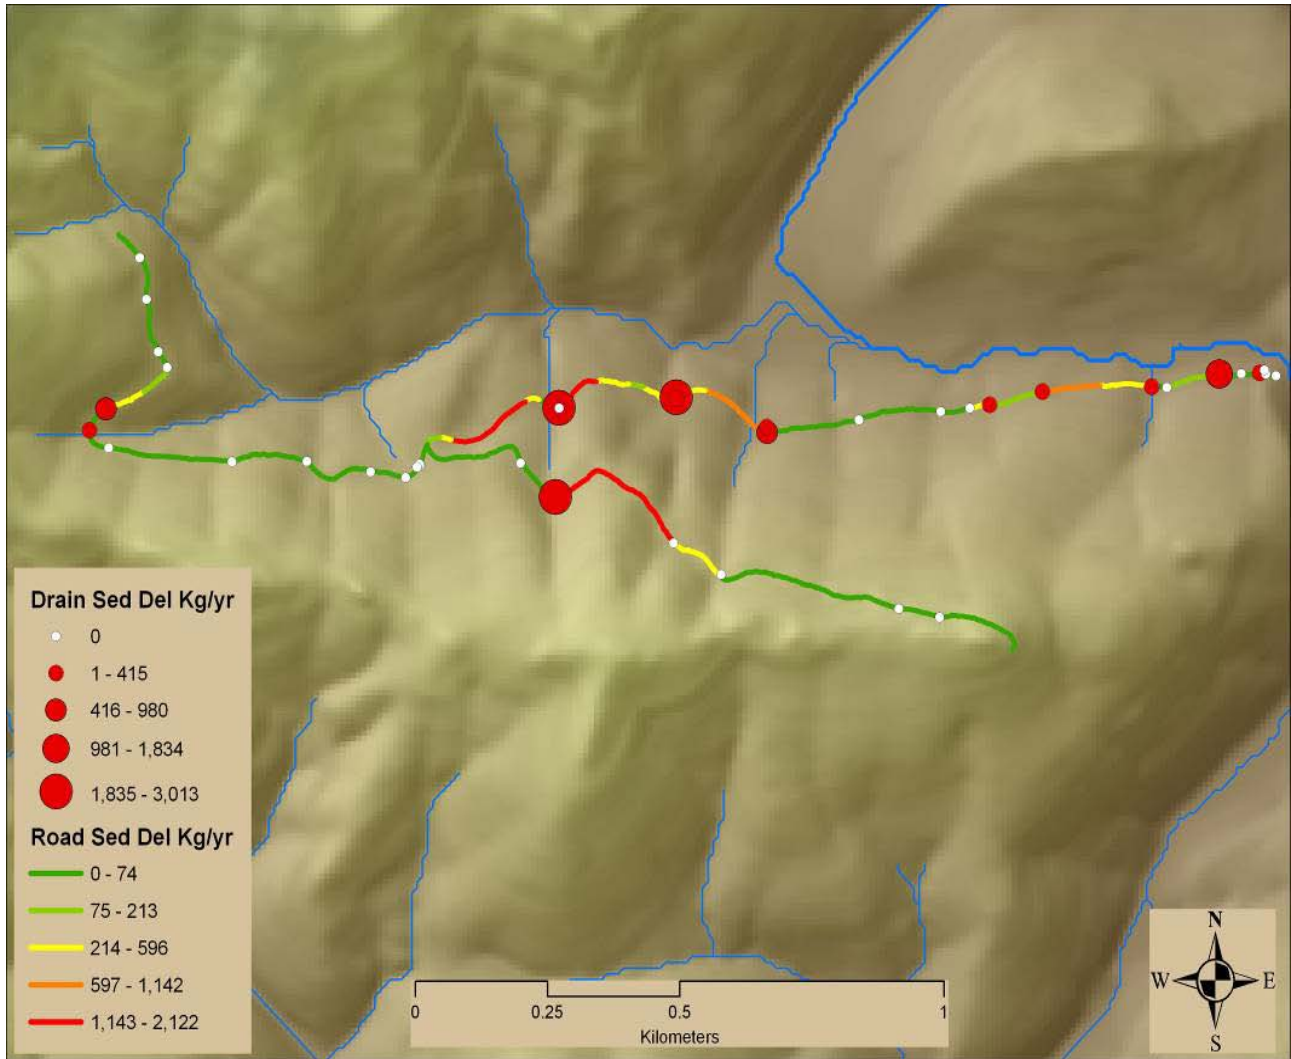 Drain Sed Del Kg/yr
0
1 - 415
416 - 980
981 - 1,834
1,835 - 3,013
Road Sed Del Kg/yr
0 - 74
75 - 213
214 - 596
597 - 1,142
1,143 - 2,122
0 0.25 0.5 1
Kilometers
N
W E
S